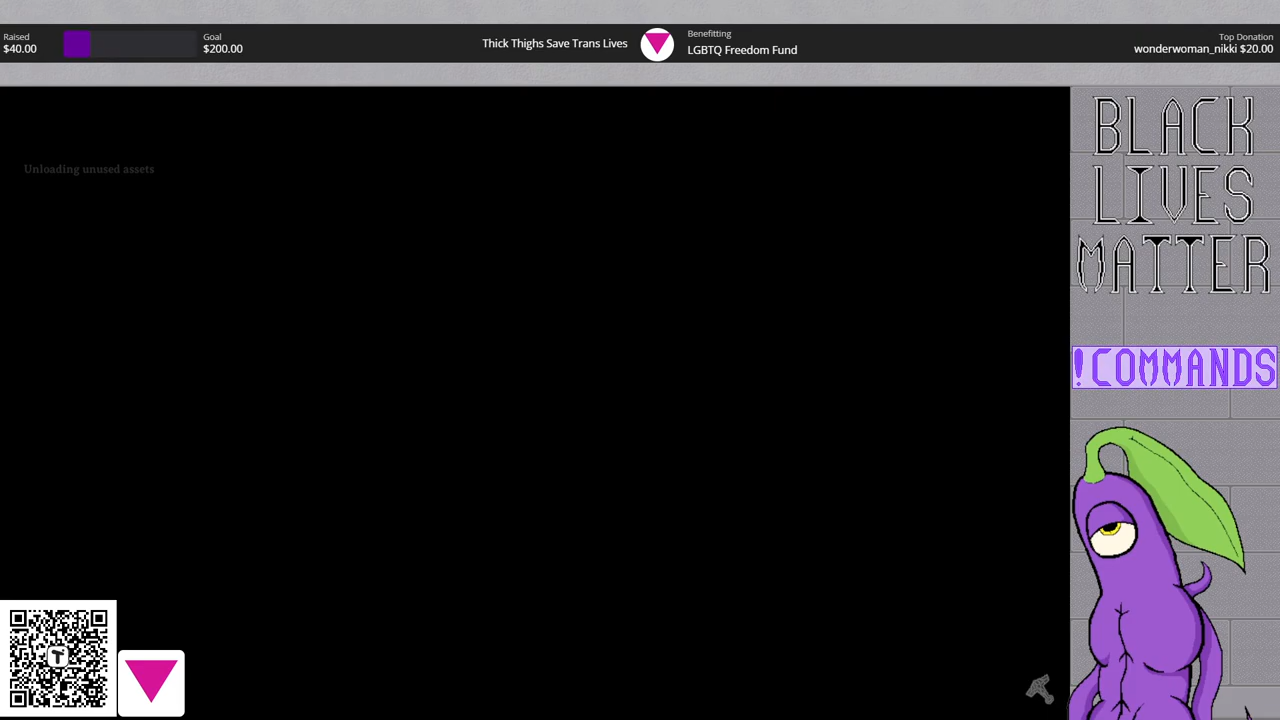 Raised
$40.00
Goal
$200.00
Thick Thighs Save Trans Lives
Benefitting
LGBTQ Freedom Fund
Top Donation
wonderwoman_nikki $20.00
Unloading unused assets
BLACK
LIVES
MATTER
!COMMANDS
T